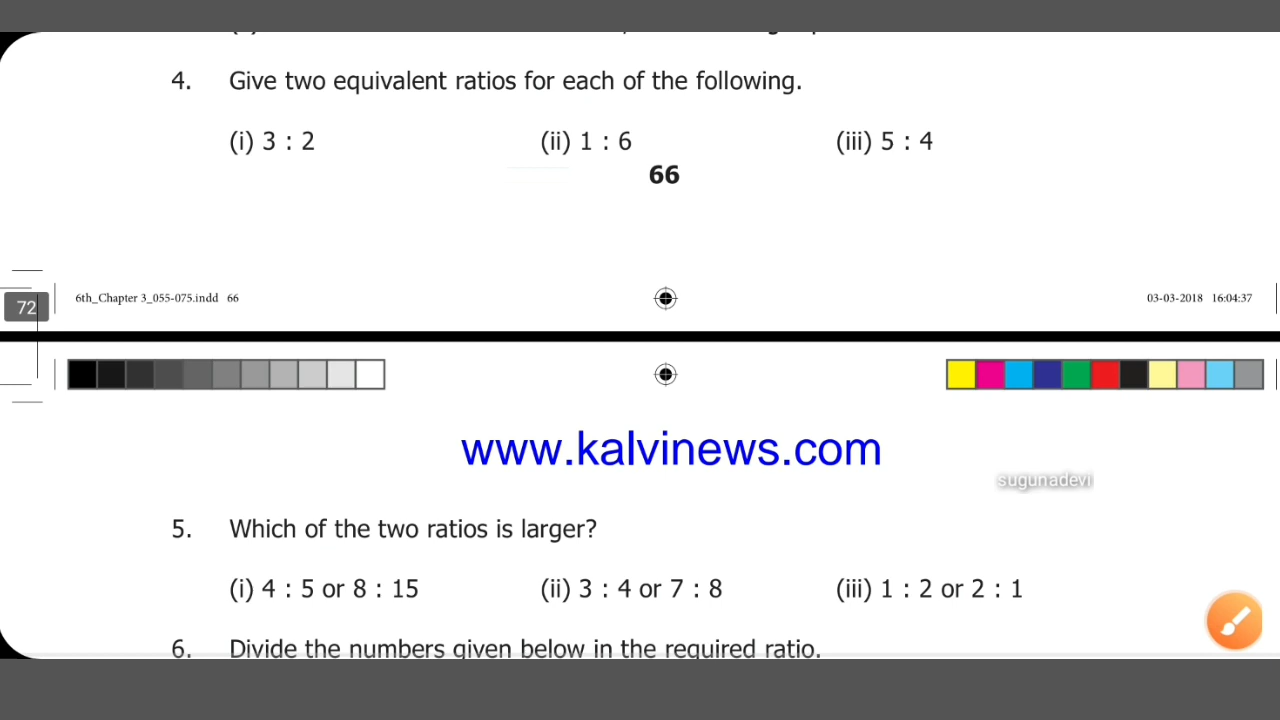 4. Give two equivalent ratios for each of the following.
(i) 3 : 2 (ii) 1 : 6 (iii) 5 : 4
66
6th_Chapter 3_055-075.indd 66 03-03-2018 16:04:37
72
www.kalvinews.com
sugunadevi
5. Which of the two ratios is larger?
(i) 4 : 5 or 8 : 15 (ii) 3 : 4 or 7 : 8 (iii) 1 : 2 or 2 : 1
6. Divide the numbers given below in the required ratio.